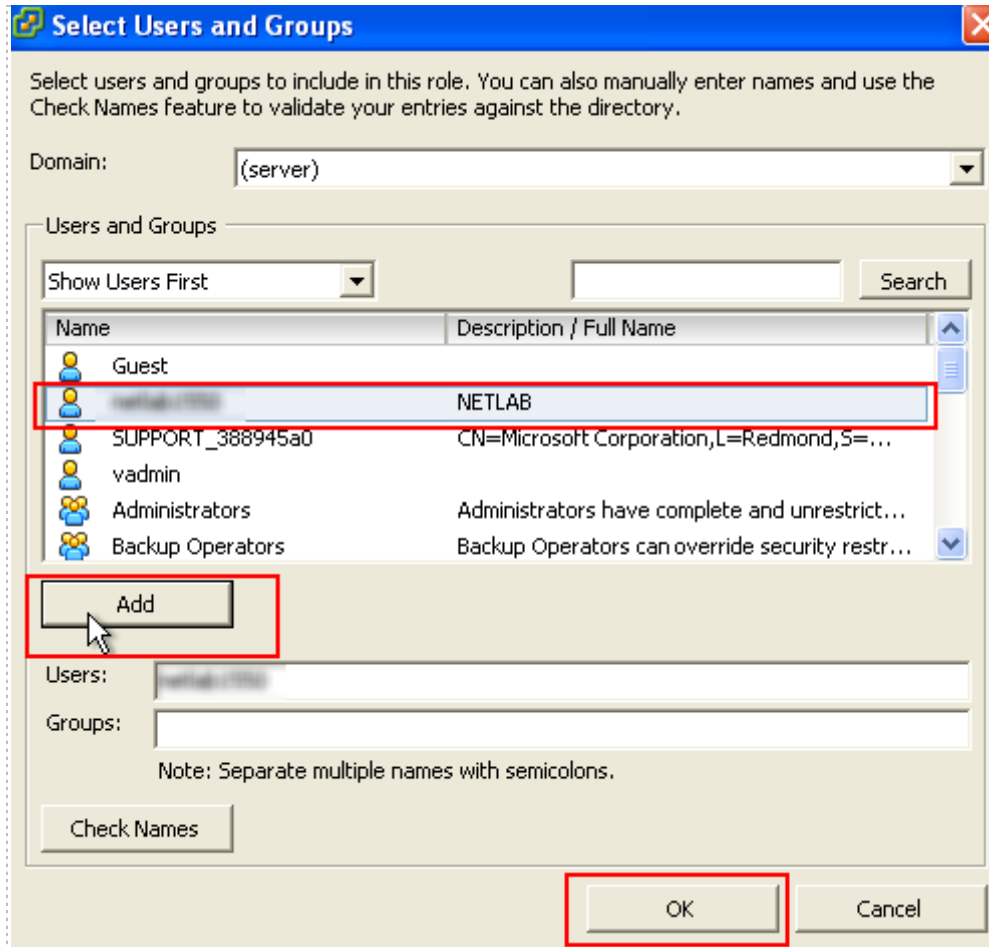 Select Users and Groups
Select users and groups to include in this role. You can also manually enter names and use the
Check Names feature to validate your entries against the directory.
Domain:
(server)
Users and Groups
Show Users First
Search
Name Description / Full Name
Guest
NETLAB
SUPPORT_388945a0 CN=Microsoft Corporation,L=Redmond,S=...
vadmin
Administrators Administrators have complete and unrestrict...
Backup Operators Backup Operators can override security restr...
Add
Users:
Groups:
Note: Separate multiple names with semicolons.
Check Names
OK Cancel